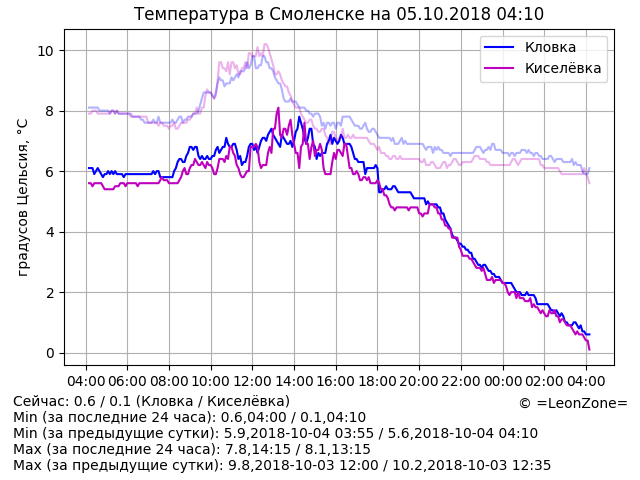 Температура в Смоленске на 05.10.2018 04:10
Кловка
Киселёвка
градусов Цельсия, °C
10
8
6
4
2
0
04:00 06:00 08:00 10:00 12:00 14:00 16:00 18:00 20:00 22:00 00:00 02:00 04:00
Сейчас: 0.6 / 0.1 (Кловка / Киселёвка)
© =LeonZone=
Min (за последние 24 часа): 0.6,04:00 / 0.1,04:10
Min (за предыдущие сутки): 5.9,2018-10-04 03:55 / 5.6,2018-10-04 04:10
Max (за последние 24 часа): 7.8,14:15 / 8.1,13:15
Max (за предыдущие сутки): 9.8,2018-10-03 12:00 / 10.2,2018-10-03 12:35